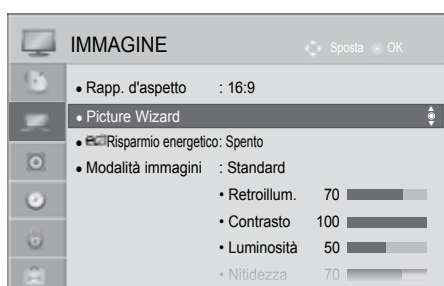 IMMAGINE
Sposta OK
• Rapp. d'aspetto : 16:9
• Picture Wizard
• Risparmio energetico: Spento
• Modalità immagini : Standard
• Retroillum. 70
• Contrasto 100
• Luminosità 50
• Nitidezza 70